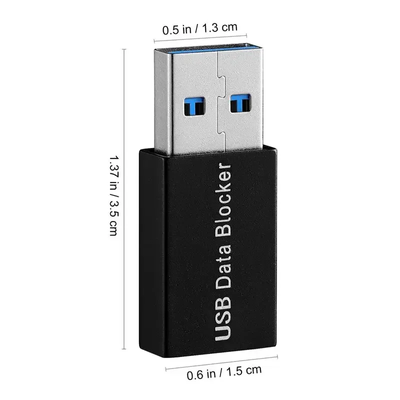 0.5 in / 1.3 cm
1.37 in / 3.5 cm
USB Data Blocker
0.6 in / 1.5 cm